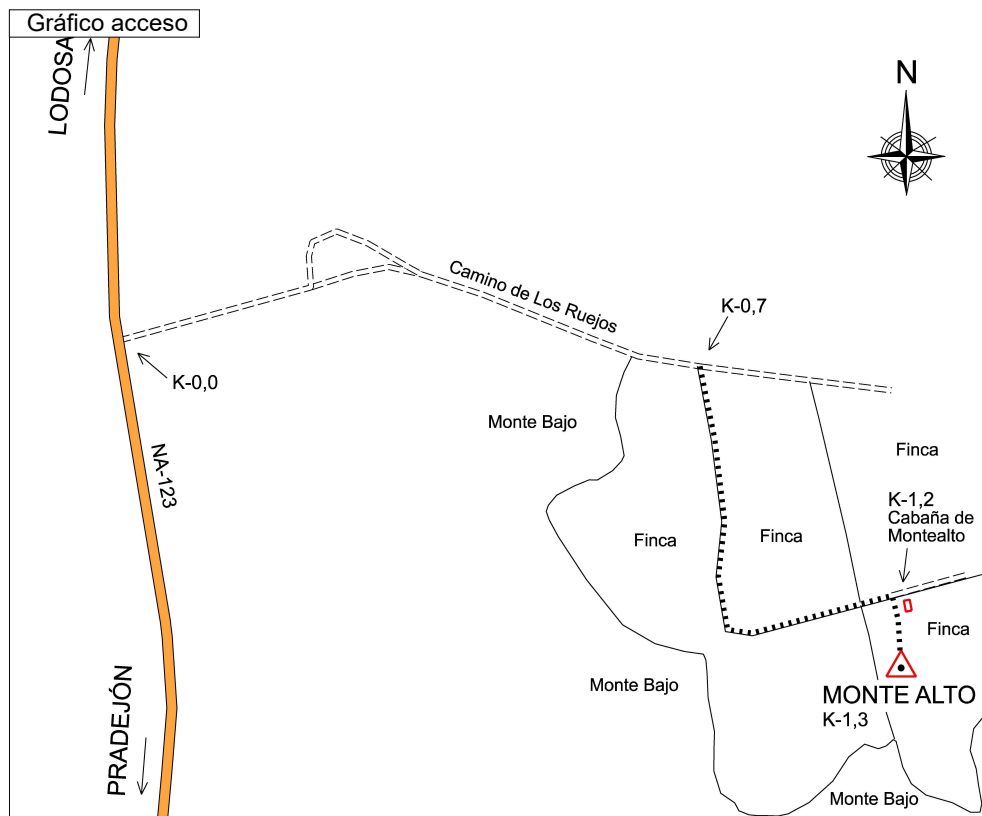 Gráfico acceso
LODOSA
N
Camino de Los Ruejos
K-0,7
K-0,0
Monte Bajo
NA-123
Finca
K-1,2
Cabaña de
Montealto
Finca
Finca
Finca
Monte Bajo
MONTE ALTO
K-1,3
PRADEJÓN
Monte Bajo